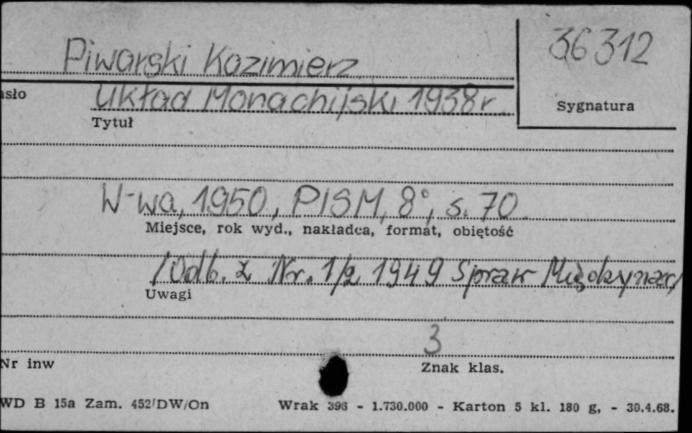 Piwarski Kazimierz
36312
Sygnatura
asło
Układ Monachijski 1938r.
Tytuł
W-wa, 1950, PISM, 8°, s. 70.
Miejsce, rok wyd., nakładca, format, objętość
/Odb. z Nr. 1/2 1949 Spraw Międzynar/
Uwagi
3
Nr inw
Znak klas.
WD B 15a Zam. 452/DW/On
Wrak 396 - 1.730.000 - Karton 5 kl. 180 g, - 30.4.68.